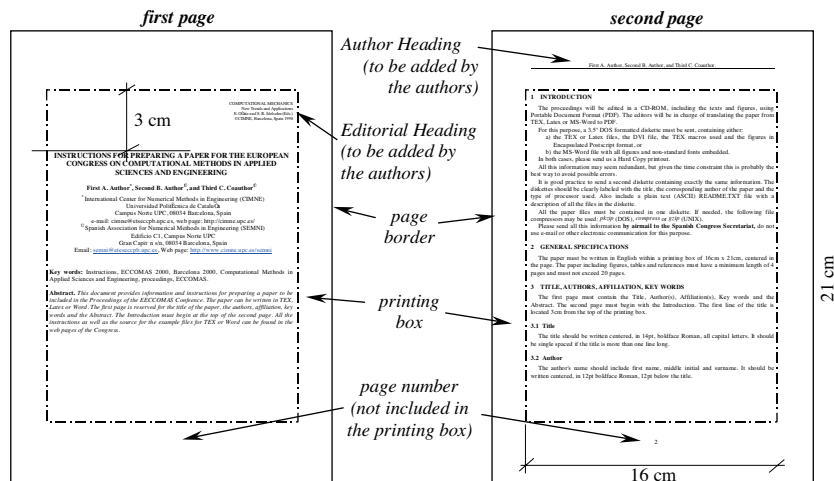 first page
second page
Author Heading
(to be added by
the authors)
3 cm
Editorial Heading
(to be added by
the authors)
page
border
printing
box
page number
(not included in
the printing box)
COMPUTATIONAL MECHANICS
New Trends and Applications
©CIMNE, Barcelona, Spain 1998
INSTRUCTIONS FOR PREPARING A PAPER FOR THE EUROPEAN
CONGRESS ON COMPUTATIONAL METHODS IN APPLIED
SCIENCES AND ENGINEERING
First A. Author*, Second B. Author, and Third C. Coauthor
* International Center for Numerical Methods in Engineering (CIMNE)
Universidad Politécnica de Cataluña
Campus Norte UPC, 08034 Barcelona, Spain
e-mail: cimne@etseccpb.upc.es, web page: http://cimne.upc.es/
Spanish Association for Numerical Methods in Engineering (SEMNI)
Edificio C1, Campus Norte UPC
Gran Capitán s/n, 08034 Barcelona, Spain
Email: semni@etseccpb.upc.es, Web page: http://www.cimne.upc.es/semni
Key words: Instructions, ECCOMAS 2000, Barcelona 2000, Computational Methods in
Applied Sciences and Engineering, proceedings, ECCOMAS.
Abstract. This document provides information and instructions for preparing a paper to be
included in the Proceedings of the EECCOMAS Conference. The paper can be written in TEX,
Latex or Word. The first page is reserved for the title of the paper, the authors, affiliation, key
words and the Abstract. The Introduction must begin at the top of the second page. All the
instructions as well as the source for the example files for TEX or Word can be found in the
web pages of the Congress.
First A. Author, Second B. Author, and Third C. Coauthor.
1 INTRODUCTION
The proceedings will be edited in a CD-ROM, including the texts and figures, using
Portable Document Format (PDF). The editors will be in charge of translating the paper from
TEX, Latex or MS-Word to PDF.
For this purpose, a 3.5" DOS formatted diskette must be sent, containing either:
a) the TEX or Latex files, the DVI file, the TEX macros used and the figures in
Encapsulated Postscript format, or
b) the MS-Word file with all figures and non-standard fonts embedded.
In both cases, please send us a Hard Copy printout.
All this information may seem redundant, but given the time constraint this is probably the
best way to avoid possible errors.
It is good practice to send a second diskette containing exactly the same information. The
diskettes should be clearly labeled with the title, the corresponding author of the paper and the
type of processor used. Also include a plain text (ASCII) README.TXT file with a
description of all the files in the diskette.
All the paper files must be contained in one diskette. If needed, the following file
compressors may be used: pkzip (DOS), compress or gzip (UNIX).
Please send all this information by airmail to the Spanish Congress Secretariat, do not
use e-mail or other electronic communication for this purpose.
2 GENERAL SPECIFICATIONS
The paper must be written in English within a printing box of 16cm x 21cm, centered in
the page. The paper including figures, tables and references must have a minimum length of 4
pages and must not exceed 20 pages.
3 TITLE, AUTHORS, AFFILIATION, KEY WORDS
The first page must contain the Title, Author(s), Affiliation(s), Key words and the
Abstract. The second page must begin with the Introduction. The first line of the title is
located 3cm from the top of the printing box.
3.1 Title
The title should be written centered, in 14pt, boldface Roman, all capital letters. It should
be single spaced if the title is more than one line long.
3.2 Author
The author's name should include first name, middle initial and surname. It should be
written centered, in 12pt boldface Roman, 12pt below the title.
2
16 cm
21 cm